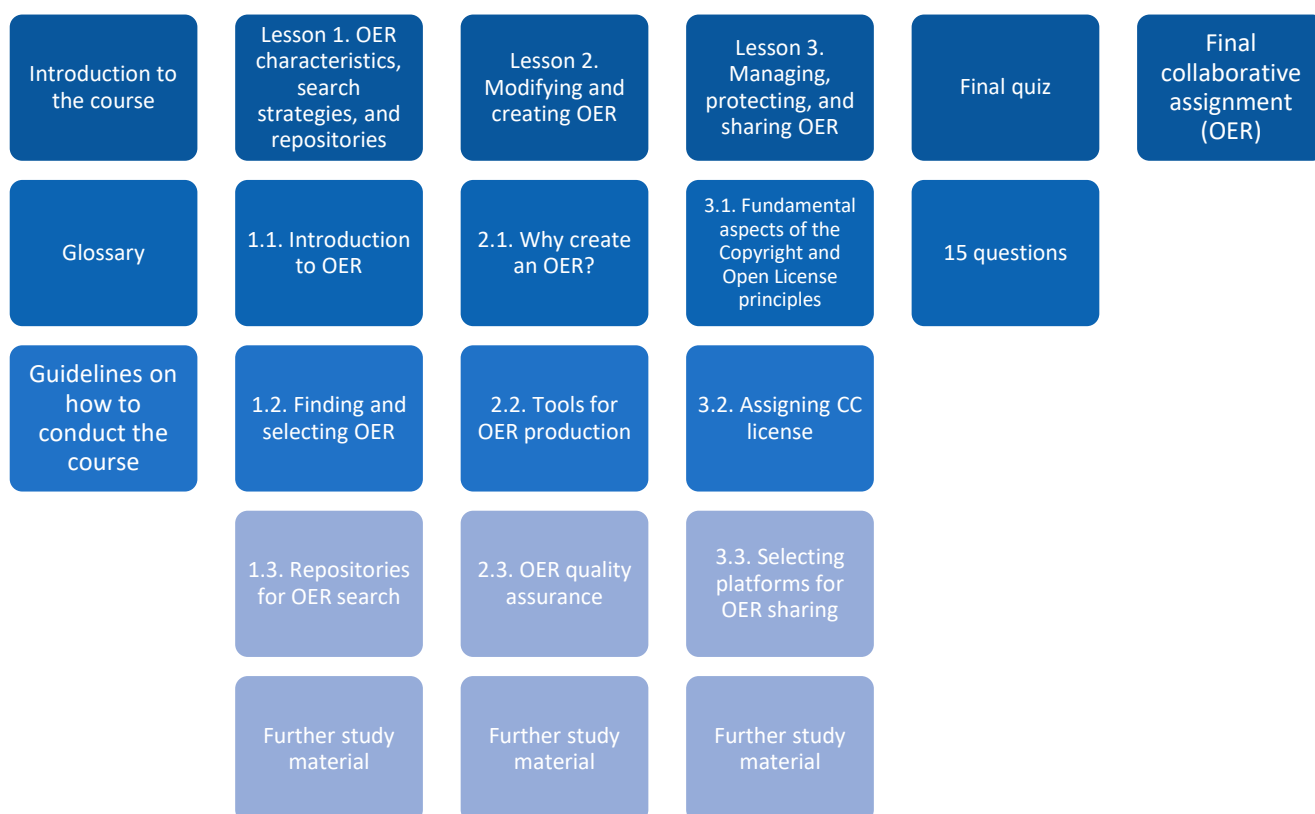 Introduction to
the course
Lesson 1. OER
characteristics,
search
strategies, and
repositories
Lesson 2.
Modifying and
creating OER
Lesson 3.
Managing,
protecting, and
sharing OER
Final quiz
Final
collaborative
assignment
(OER)
Glossary
1.1. Introduction
to OER
2.1. Why create
an OER?
3.1. Fundamental
aspects of the
Copyright and
Open License
principles
15 questions
Guidelines on
how to
conduct the
course
1.2. Finding and
selecting OER
2.2. Tools for
OER production
3.2. Assigning CC
license
1.3. Repositories
for OER search
2.3. OER quality
assurance
3.3. Selecting
platforms for
OER sharing
Further study
material
Further study
material
Further study
material